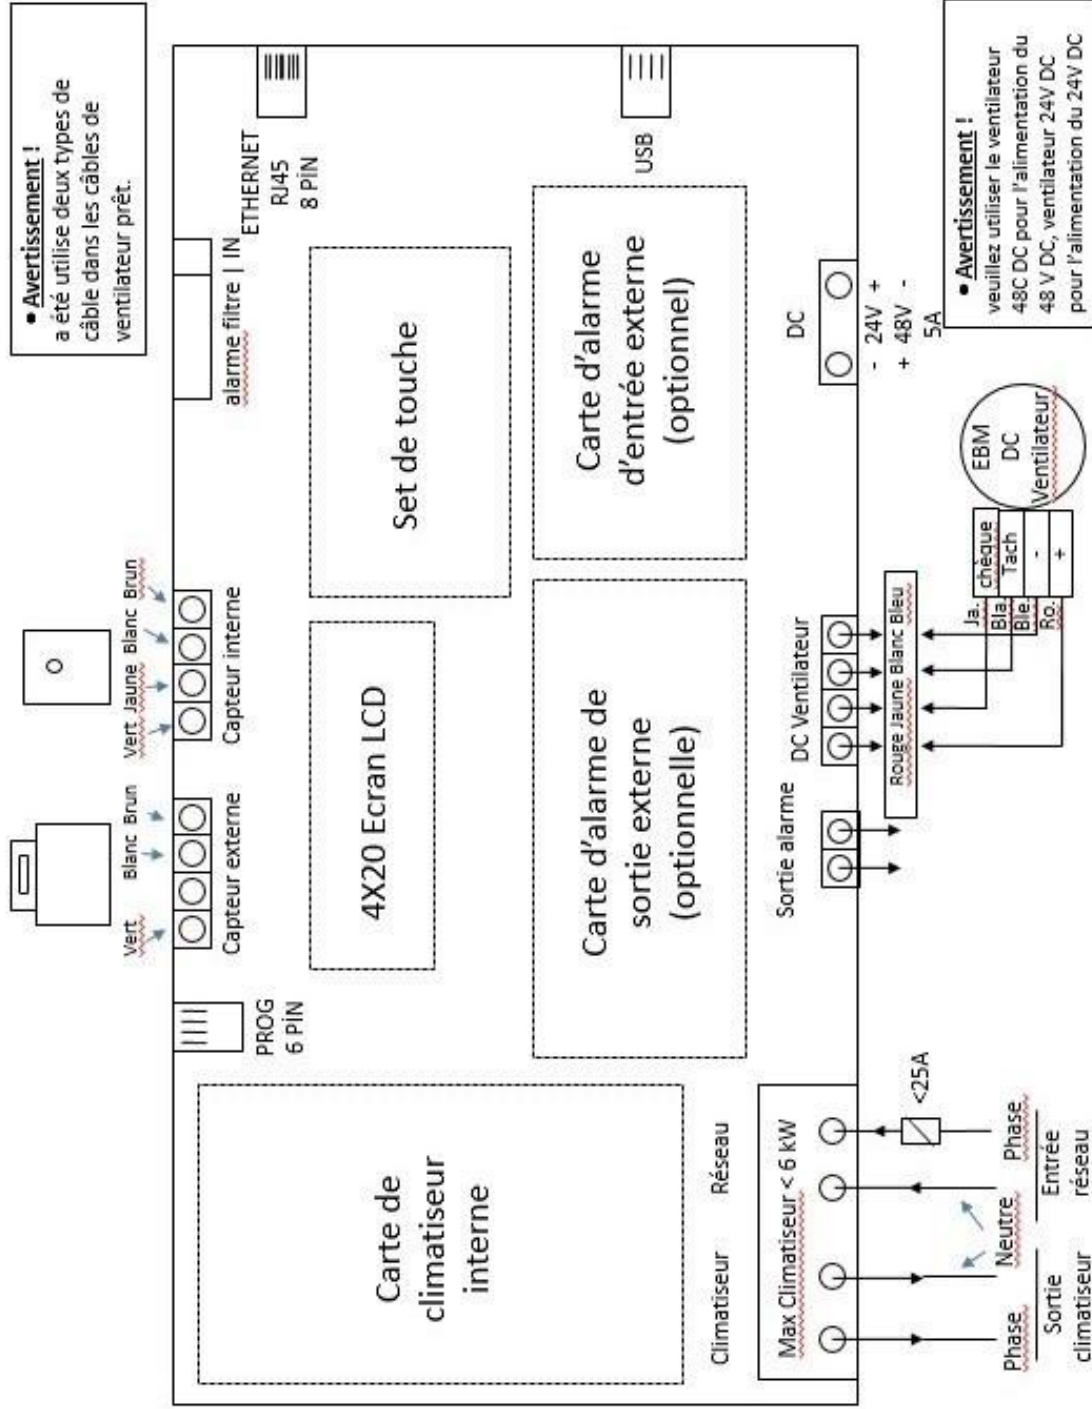 • Avertissement !
a été utilise deux types de
câble dans les câbles de
ventilateur prêt.
Vert
Blanc
Brun
Vert
Jaune
Blanc
Brun
PROG
6 PİN
Capteur externe
Capteur interne
alarme filtre | IN
ETHERNET
RJ45
8 PİN
Carte de
climatiseur
interne
4X20 Ecran LCD
Set de touche
Carte d'alarme de
sortie externe
(optionnelle)
Carte d'alarme
d'entrée externe
(optionnel)
USB
Climatiseur
Réseau
Max Climatiseur < 6 kW
<25A
Phase
Neutre
Phase
Sortie
climatiseur
Entrée
réseau
Sortie alarme
DC Ventilateur
Rouge Jaune Blanc Bleu
Ja.
Bla.
Ble.
Ro.
chèque
Tach
-
+
EBM
DC
Ventilateur
DC
- 24V +
+ 48V -
5A
• Avertissement !
veuillez utiliser le ventilateur
48C DC pour l'alimentation du
48 V DC, ventilateur 24V DC
pour l'alimentation du 24V DC